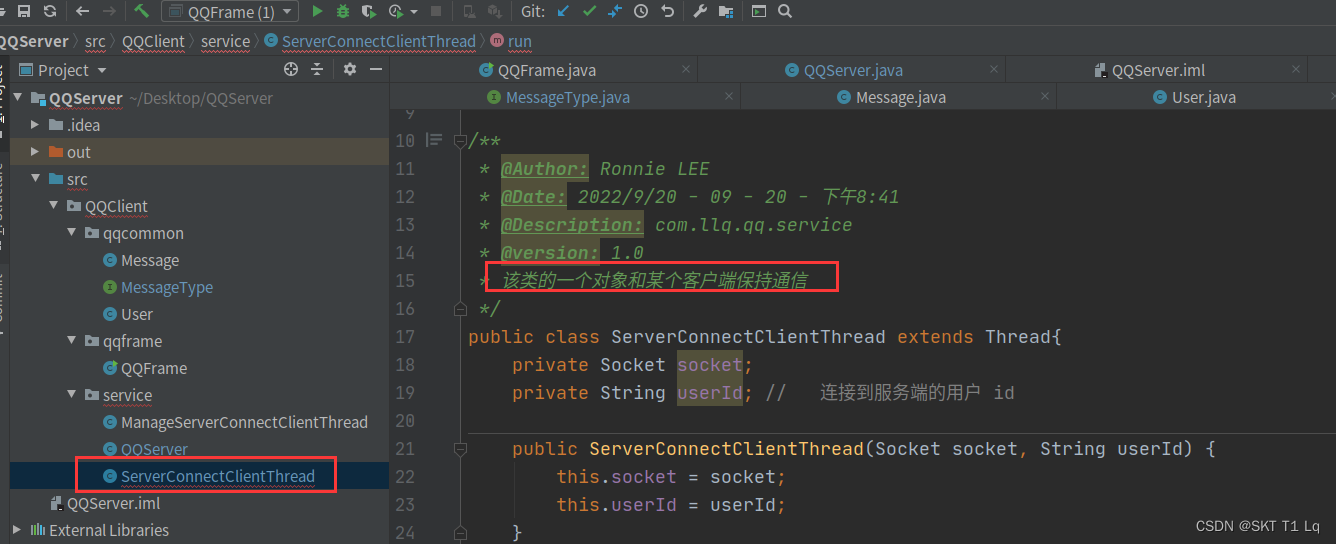 QQFrame (1)
Git:
QQServer
src
QQClient
service
ServerConnectClientThread
run
Project
QQFrame.java
QQServer.java
QQServer.iml
MessageType.java
Message.java
User.java
QQServer ~/Desktop/QQServer
.idea
out
src
QQClient
qqcommon
Message
MessageType
User
qqframe
QQFrame
service
ManageServerConnectClientThread
QQServer
ServerConnectClientThread
QQServer.iml
External Libraries
9
10 /**
11 * @Author: Ronnie LEE
12 * @Date: 2022/9/20 - 09 - 20 - 下午8:41
13 * @Description: com.llq.qq.service
14 * @version: 1.0
15 * 该类的一个对象和某个客户端保持通信
16 */
17 public class ServerConnectClientThread extends Thread{
18 private Socket socket;
19 private String userId; // 连接到服务端的用户 id
20
21 public ServerConnectClientThread(Socket socket, String userId) {
22 this.socket = socket;
23 this.userId = userId;
24 }
CSDN @SKT T1 Lq